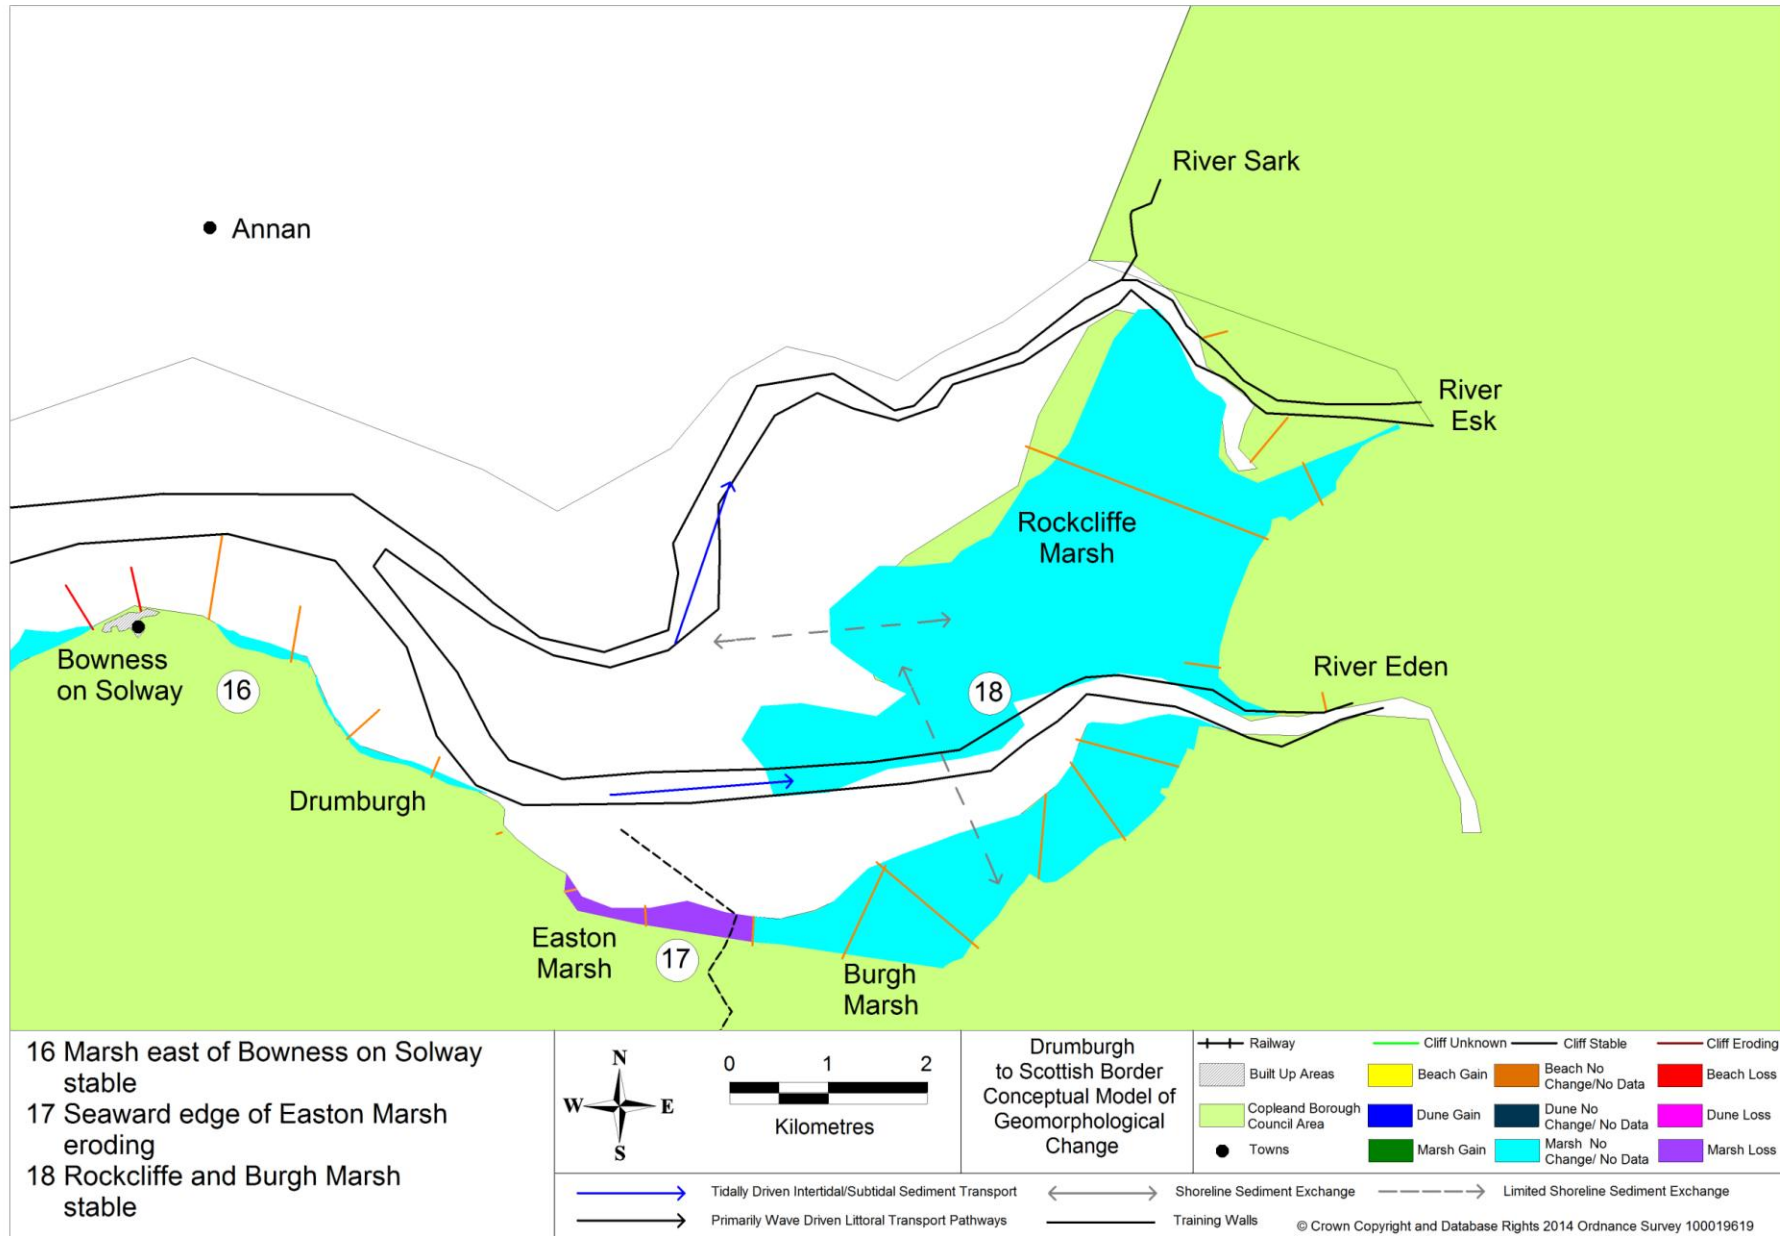 River Sark
Annan
River
Esk
Rockcliffe
Marsh
Bowness
on Solway
16
18
River Eden
Drumburgh
Easton
Marsh
17
Burgh
Marsh
16 Marsh east of Bowness on Solway
stable
17 Seaward edge of Easton Marsh
eroding
18 Rockcliffe and Burgh Marsh
stable
N
W E
S
0 1 2
Kilometres
Drumburgh
to Scottish Border
Conceptual Model of
Geomorphological
Change
Railway
Cliff Unknown
Cliff Stable
Cliff Eroding
Built Up Areas
Beach Gain
Beach No
Change/No Data
Beach Loss
Copleand Borough
Council Area
Dune Gain
Dune No
Change/ No Data
Dune Loss
Towns
Marsh Gain
Marsh No
Change/ No Data
Marsh Loss
Tidally Driven Intertidal/Subtidal Sediment Transport
Shoreline Sediment Exchange
Limited Shoreline Sediment Exchange
Primarily Wave Driven Littoral Transport Pathways
Training Walls
© Crown Copyright and Database Rights 2014 Ordnance Survey 100019619